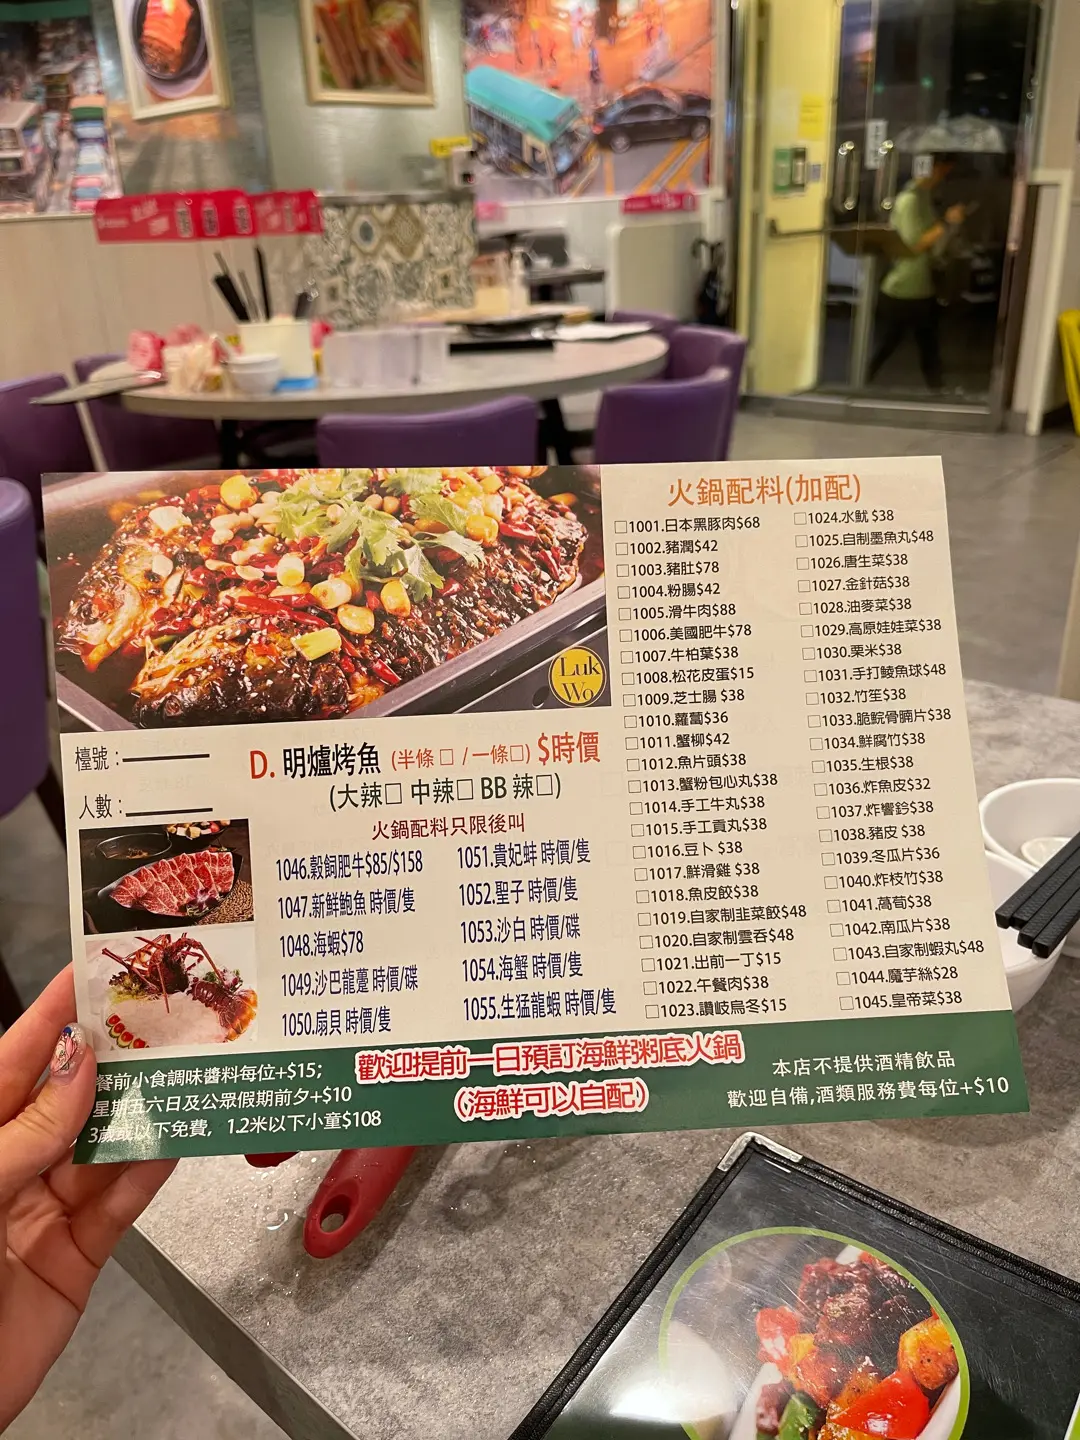 火鍋配料(加配)
□1001.日本黑豚肉$68
□1002.豬潤$42
□1003.豬肚$78
□1004.粉腸$42
□1005.滑牛肉$88
□1006.美國肥牛$78
□1007.牛柏葉$38
□1008.松花皮蛋$15
□1009.芝士腸 $38
□1010.蘿蔔$36
□1011.蟹柳$42
□1012.魚片頭$38
□1013.蟹粉包心丸$38
□1014.手工牛丸$38
□1015.手工貢丸$38
□1016.豆卜 $38
□1017.鮮滑雞 $38
□1018.魚皮餃$38
□1019.自家制韭菜餃$48
□1020.自家制雲吞$48
□1021.出前一丁$15
□1022.午餐肉$38
□1023.讚岐烏冬$15
□1024.水魷 $38
□1025.自制墨魚丸$48
□1026.唐生菜$38
□1027.金針菇$38
□1028.油麥菜$38
□1029.高原娃娃菜$38
□1030.栗米$38
□1031.手打鯪魚球$48
□1032.竹笙$38
□1033.脆鯇骨腩片$38
□1034.鮮腐竹$38
□1035.生根$38
□1036.炸魚皮$32
□1037.炸響鈴$38
□1038.豬皮 $38
□1039.冬瓜片$36
□1040.炸枝竹$38
□1041.萵荀$38
□1042.南瓜片$38
□1043.自家制蝦丸$48
□1044.魔芋絲$28
□1045.皇帝菜$38
Luk
Wo
檯號：
人數：
D. 明爐烤魚 (半條 □ / 一條□) $時價
(大辣□ 中辣□ BB 辣□)
火鍋配料只限後叫
1046.穀飼肥牛$85/$158
1047.新鮮鮑魚 時價/隻
1048.海蝦$78
1049.沙巴龍躉 時價/碟
1050.扇貝 時價/隻
1051.貴妃蚌 時價/隻
1052.聖子 時價/隻
1053.沙白 時價/碟
1054.海蟹 時價/隻
1055.生猛龍蝦 時價/隻
餐前小食調味醬料每位+$15;
星斯五六日及公眾假期前夕+$10
3歲或以下免費，1.2米以下小童$108
歡迎提前一日預訂海鮮粥底火鍋
(海鮮可以自配)
本店不提供酒精飲品
歡迎自備,酒類服務費每位+$10